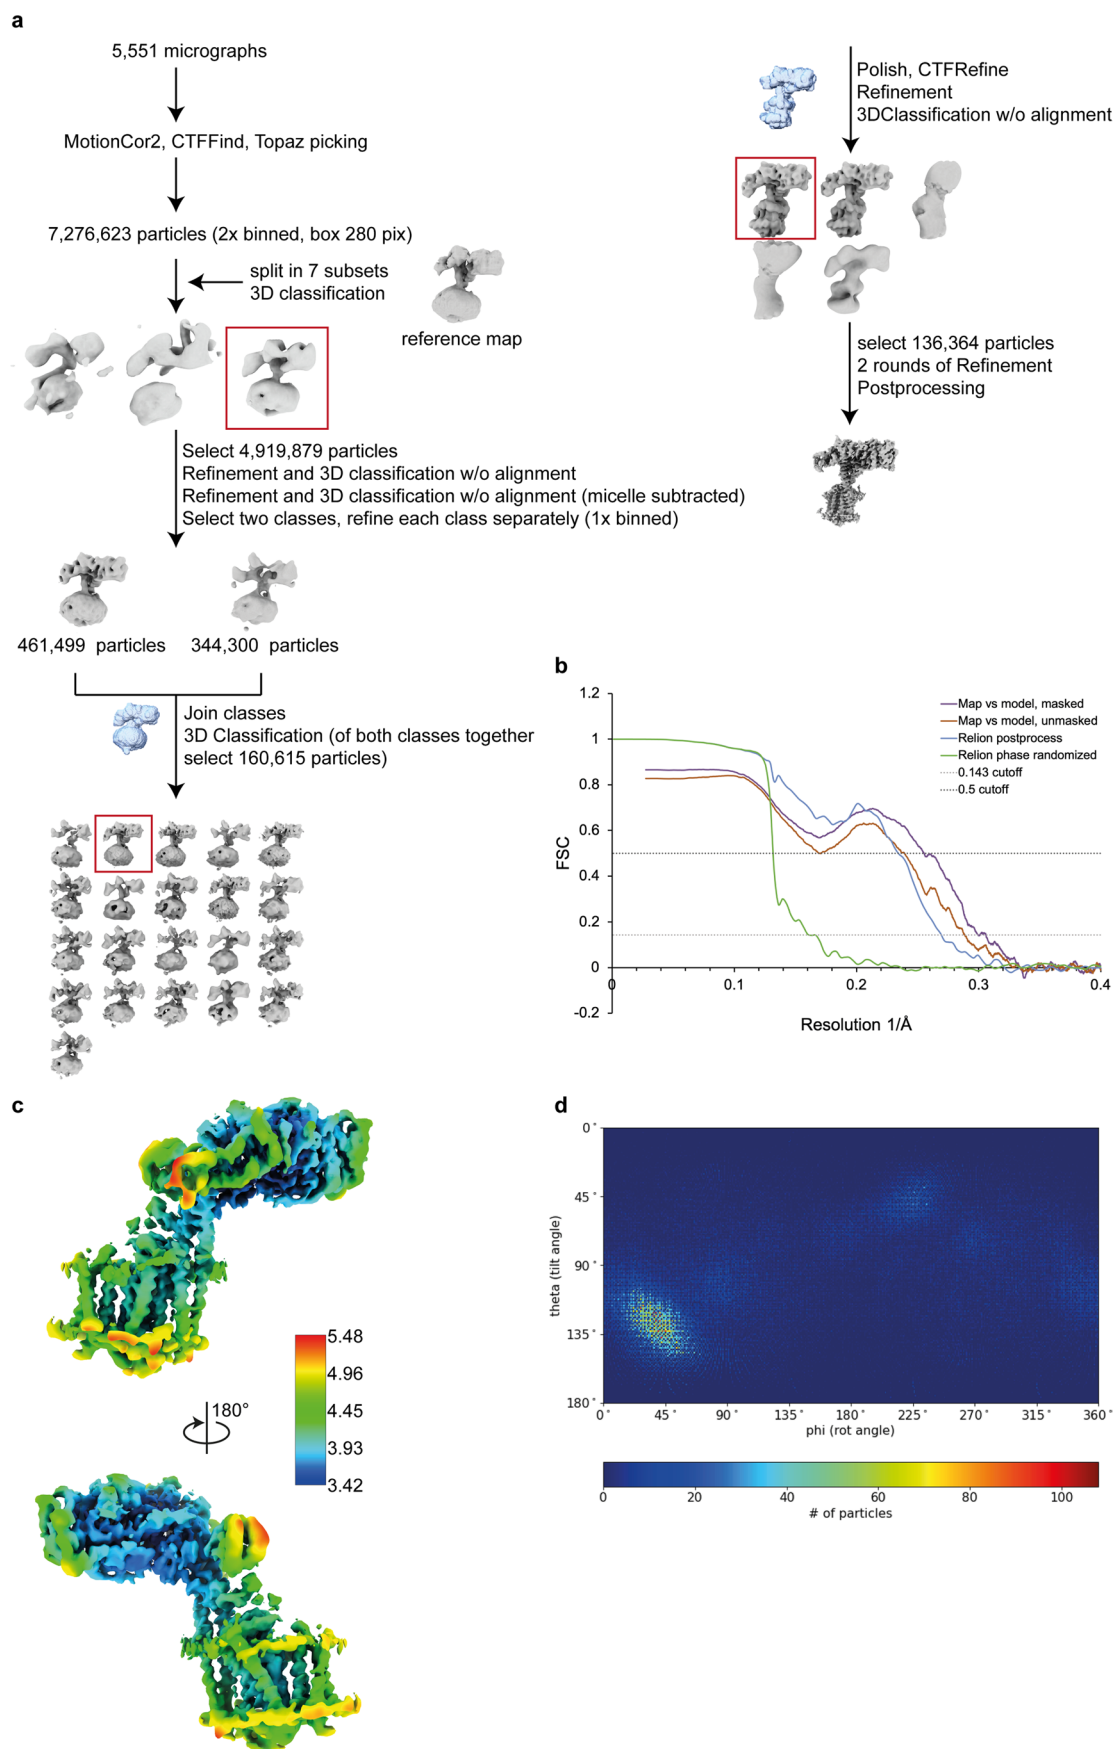 a
5,551 micrographs
MotionCor2, CTFFind, Topaz picking
7,276,623 particles (2x binned, box 280 pix)
split in 7 subsets
3D classification
reference map
Select 4,919,879 particles
Refinement and 3D classification w/o alignment
Refinement and 3D classification w/o alignment (micelle subtracted)
Select two classes, refine each class separately (1x binned)
461,499 particles
344,300 particles
Join classes
3D Classification (of both classes together
select 160,615 particles)
Polish, CTFRefine
Refinement
3DClassification w/o alignment
select 136,364 particles
2 rounds of Refinement
Postprocessing
b
1.2
1
0.8
0.6
0.4
0.2
0
-0.2
FSC
Map vs model, masked
Map vs model, unmasked
Relion postprocess
Relion phase randomized
0.143 cutoff
0.5 cutoff
0
0.1
0.2
0.3
0.4
Resolution 1/Å
c
180°
5.48
4.96
4.45
3.93
3.42
d
0°
45°
90°
135°
180°
theta (tilt angle)
0°
45°
90°
135°
180°
225°
270°
315°
360°
phi (rot angle)
0
20
40
60
80
100
# of particles